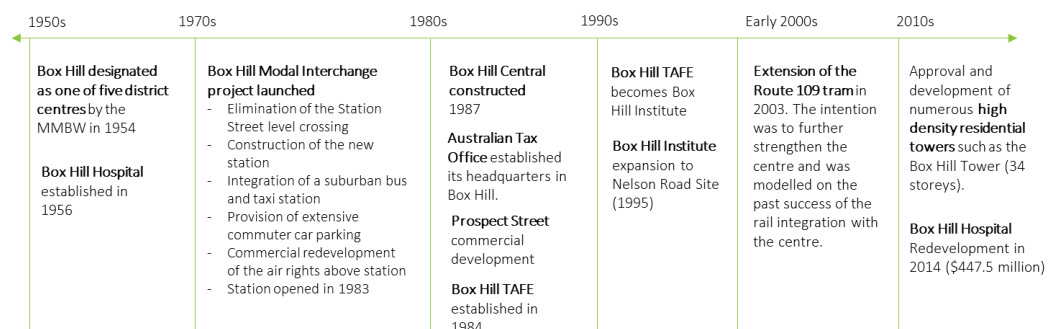 1950s
1970s
1980s
1990s
Early 2000s
2010s
Box Hill designated
as one of five district
centres by the
MMBW in 1954
Box Hill Hospital
established in
1956
Box Hill Modal Interchange
project launched
- Elimination of the Station
Street level crossing
- Construction of the new
station
- Integration of a suburban bus
and taxi station
- Provision of extensive
commuter car parking
- Commercial redevelopment
of the air rights above station
- Station opened in 1983
Box Hill Central
constructed
1987
Australian Tax
Office established
its headquarters in
Box Hill.
Prospect Street
commercial
development
Box Hill TAFE
established in
1984
Box Hill TAFE
becomes Box
Hill Institute
Box Hill Institute
expansion to
Nelson Road Site
(1995)
Extension of the
Route 109 tram in
2003. The intention
was to further
strengthen the
centre and was
modelled on the
past success of the
rail integration with
the centre.
Approval and
development of
numerous high
density residential
towers such as the
Box Hill Tower (34
storeys).
Box Hill Hospital
Redevelopment in
2014 ($447.5 million)